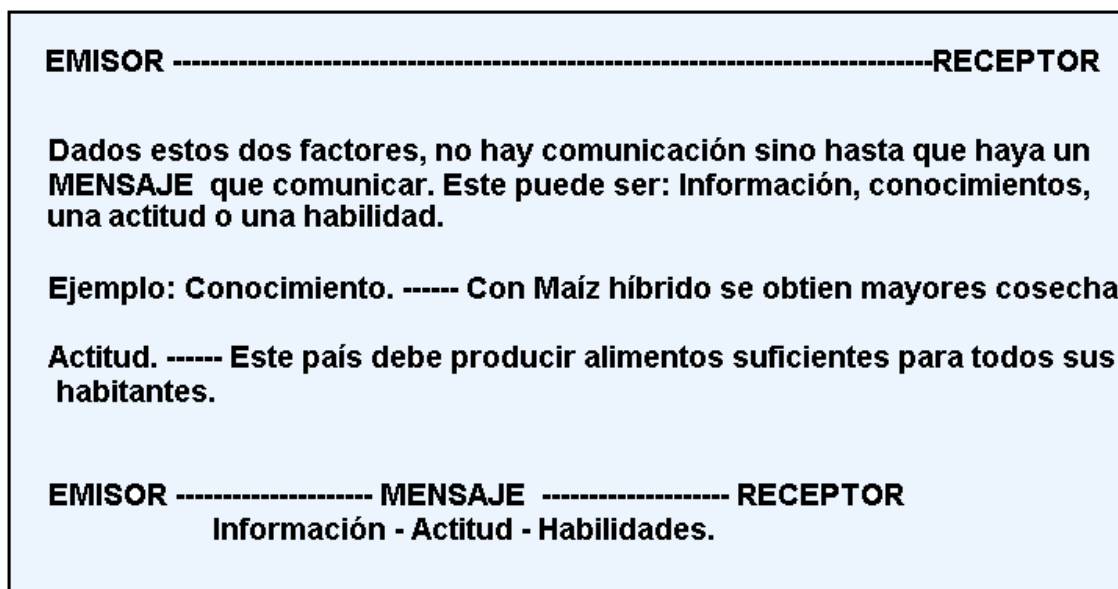 EMISOR ---------------------------------------------------------------------------------RECEPTOR
Dados estos dos factores, no hay comunicación sino hasta que haya un
MENSAJE  que comunicar. Este puede ser: Información, conocimientos,
una actitud o una habilidad.
Ejemplo: Conocimiento. ------ Con Maíz híbrido se obtien mayores cosecha
Actitud. ------ Este país debe producir alimentos suficientes para todos sus
habitantes.
EMISOR --------------------- MENSAJE  -------------------- RECEPTOR
Información - Actitud - Habilidades.